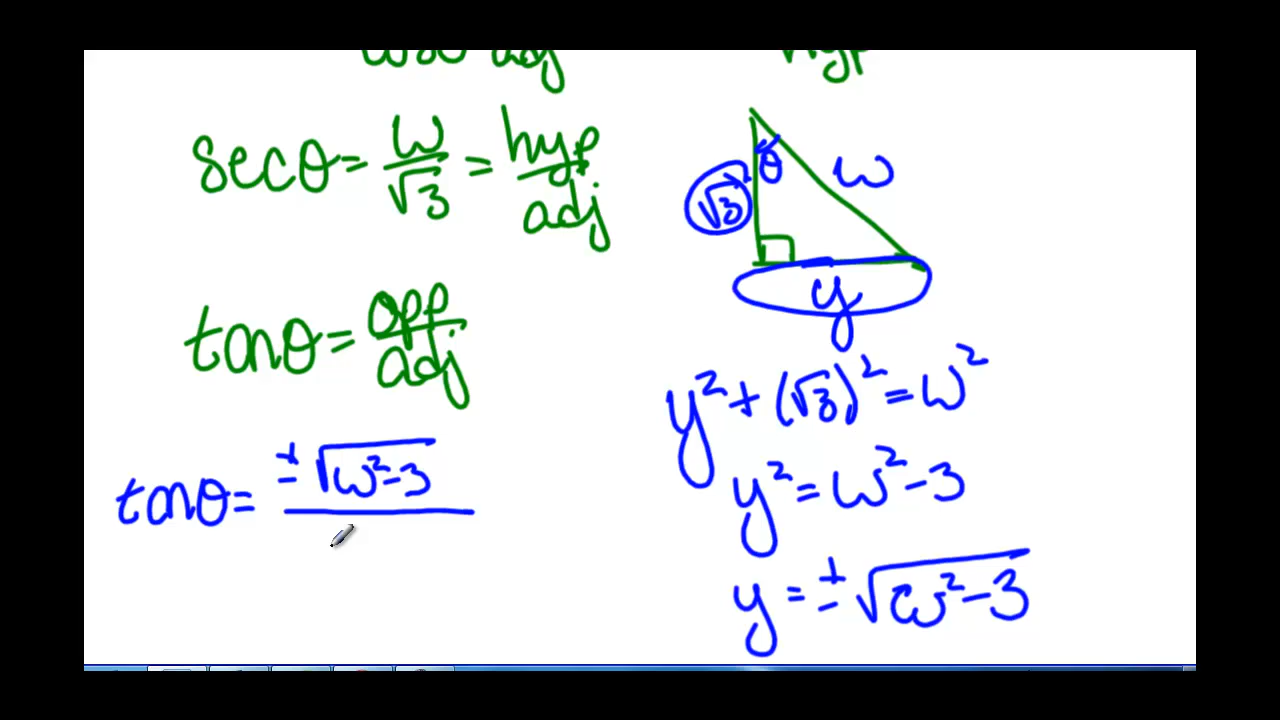 secθ = w/√3 = hyp/adj
θ
w
√3
y
tanθ = opp/adj
y² + (√3)² = w²
y² = w² - 3
tanθ = ± √(w² - 3)
y = ± √(w² - 3)